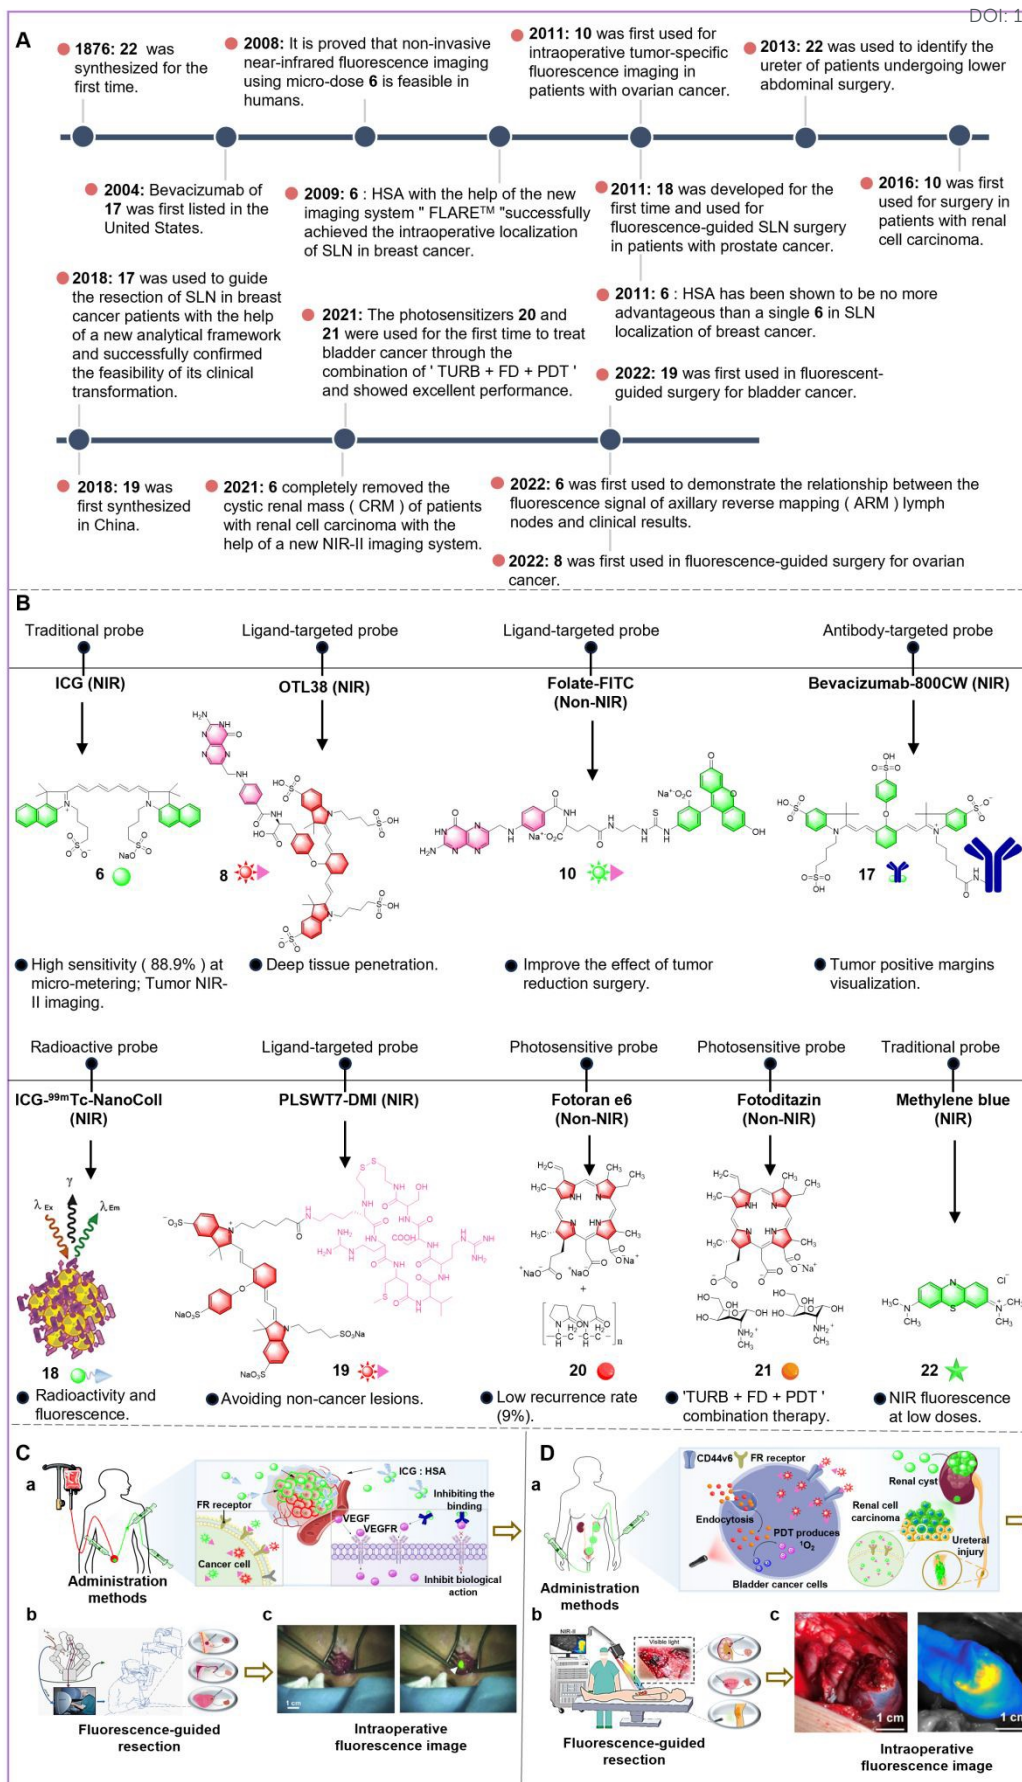 DOI: 1
A
1876: 22 was
synthesized for the
first time.
2008: It is proved that non-invasive
near-infrared fluorescence imaging
using micro-dose 6 is feasible in
humans.
2011: 10 was first used for
intraoperative tumor-specific
fluorescence imaging in
patients with ovarian cancer.
2013: 22 was used to identify the
ureter of patients undergoing lower
abdominal surgery.
2004: Bevacizumab of
17 was first listed in the
United States.
2009: 6 : HSA with the help of the new
imaging system " FLARE™ "successfully
achieved the intraoperative localization
of SLN in breast cancer.
2011: 18 was developed for the
first time and used for
fluorescence-guided SLN surgery
in patients with prostate cancer.
2016: 10 was first
used for surgery in
patients with renal
cell carcinoma.
2011: 6 : HSA has been shown to be no more
advantageous than a single 6 in SLN
localization of breast cancer.
2018: 17 was used to guide
the resection of SLN in breast
cancer patients with the help
of a new analytical framework
and successfully confirmed
the feasibility of its clinical
transformation.
2021: The photosensitizers 20 and
21 were used for the first time to treat
bladder cancer through the
combination of ' TURB + FD + PDT '
and showed excellent performance.
2022: 19 was first used in fluorescent-
guided surgery for bladder cancer.
2018: 19 was
first synthesized
in China.
2021: 6 completely removed the
cystic renal mass ( CRM ) of patients
with renal cell carcinoma with the
help of a new NIR-II imaging system.
2022: 6 was first used to demonstrate the relationship between the
fluorescence signal of axillary reverse mapping ( ARM ) lymph
nodes and clinical results.
2022: 8 was first used in fluorescence-guided surgery for ovarian
cancer.
B
Traditional probe
Ligand-targeted probe
Ligand-targeted probe
Antibody-targeted probe
ICG (NIR)
OTL38 (NIR)
Folate-FITC
(Non-NIR)
Bevacizumab-800CW (NIR)
6
8
10
17
High sensitivity ( 88.9% ) at
micro-metering; Tumor NIR-
II imaging.
Deep tissue penetration.
Improve the effect of tumor
reduction surgery.
Tumor positive margins
visualization.
Radioactive probe
Ligand-targeted probe
Photosensitive probe
Photosensitive probe
Traditional probe
ICG-99mTc-NanoColl
(NIR)
PLSWT7-DMI (NIR)
Fotoran e6
(Non-NIR)
Fotoditazin
(Non-NIR)
Methylene blue
(NIR)
γ
λ Ex
λ Em
18
19
20
21
22
Radioactivity and
fluorescence.
Avoiding non-cancer lesions.
Low recurrence rate
(9%).
'TURB + FD + PDT '
combination therapy.
NIR fluorescence
at low doses.
C
a
FR receptor
Cancer cell
ICG : HSA
Inhibiting the
binding
VEGF
VEGFR
Inhibit biological
action
Administration
methods
b
Fluorescence-guided
resection
c
1 cm
Intraoperative
fluorescence image
D
a
CD44v6
FR receptor
Endocytosis
PDT produces
¹O₂
Bladder cancer cells
Renal cyst
Renal cell
carcinoma
Ureteral
injury
Administration
methods
b
NIR-II
Visible light
Fluorescence-guided
resection
c
1 cm
1 cm
Intraoperative
fluorescence image